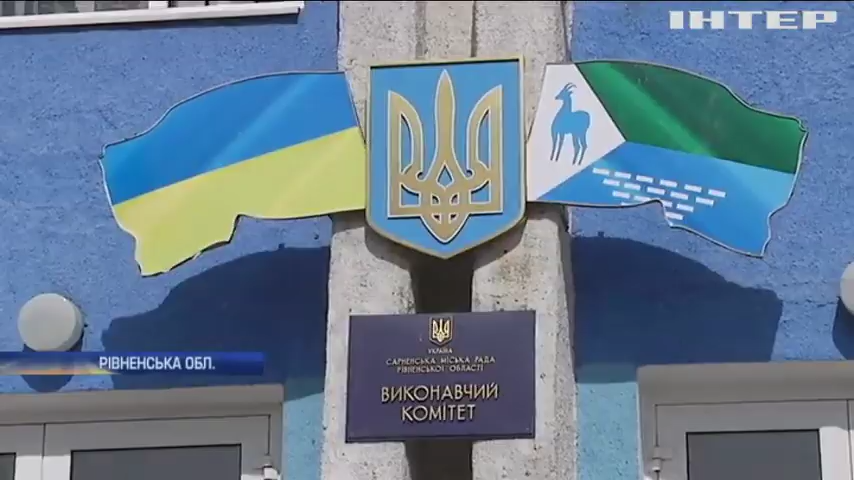 ІНТЕР
УКРАЇНА
САРНЕНСЬКА МІСЬКА РАДА
РІВНЕНСЬКОЇ ОБЛАСТІ
ВИКОНАВЧИЙ
КОМІТЕТ
РІВНЕНСЬКА ОБЛ.